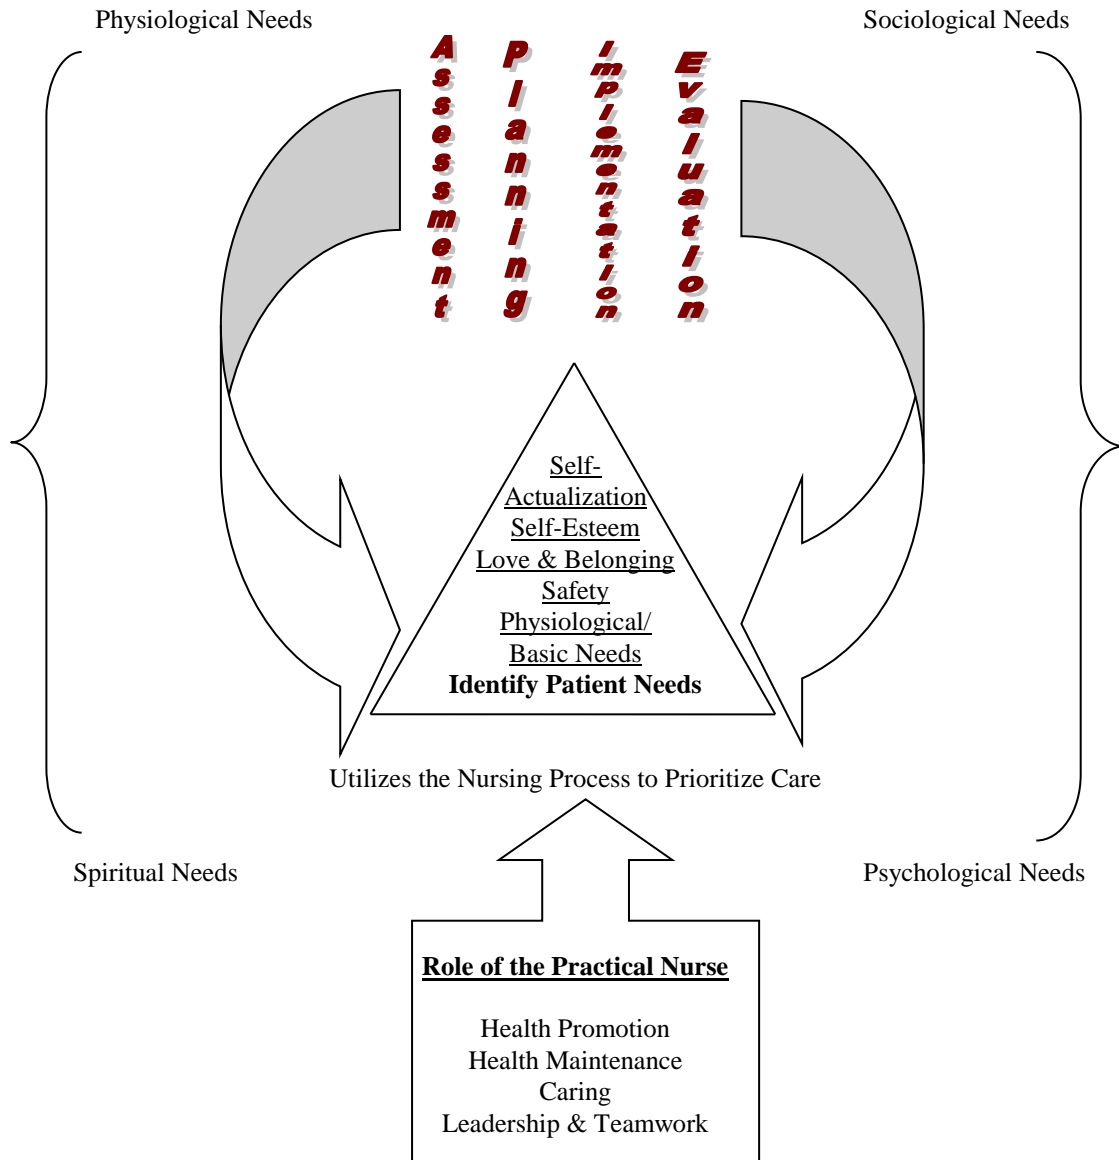 Physiological Needs
Sociological Needs
Assessment
Planning
Implementation
Evaluation
Self-
Actualization
Self-Esteem
Love & Belonging
Safety
Physiological/
Basic Needs
Identify Patient Needs
Utilizes the Nursing Process to Prioritize Care
Spiritual Needs
Psychological Needs
Role of the Practical Nurse
Health Promotion
Health Maintenance
Caring
Leadership & Teamwork